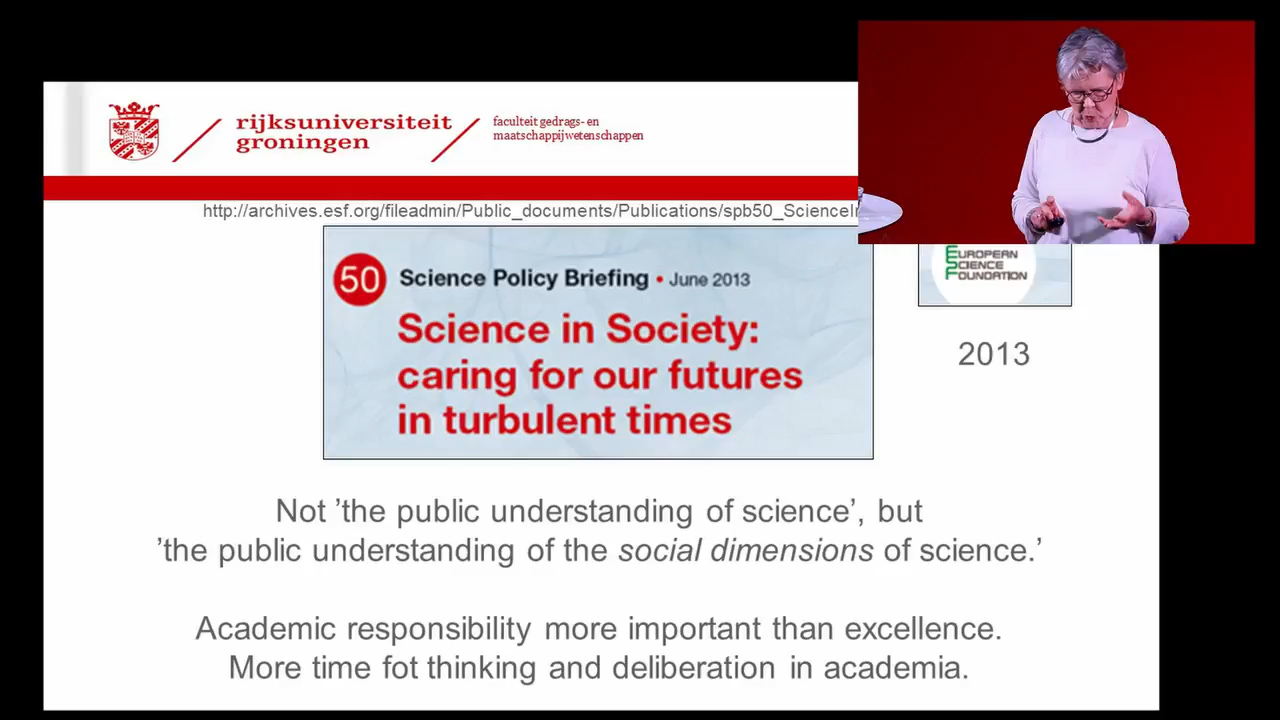 rijksuniversiteit
groningen
faculteit gedrags- en
maatschappijwetenschappen
http://archives.esf.org/fileadmin/Public_documents/Publications/spb50_ScienceIn
50 Science Policy Briefing • June 2013
Science in Society:
caring for our futures
in turbulent times
EUROPEAN
SCIENCE
FOUNDATION
2013
Not ’the public understanding of science’, but
’the public understanding of the social dimensions of science.’
Academic responsibility more important than excellence.
More time fot thinking and deliberation in academia.